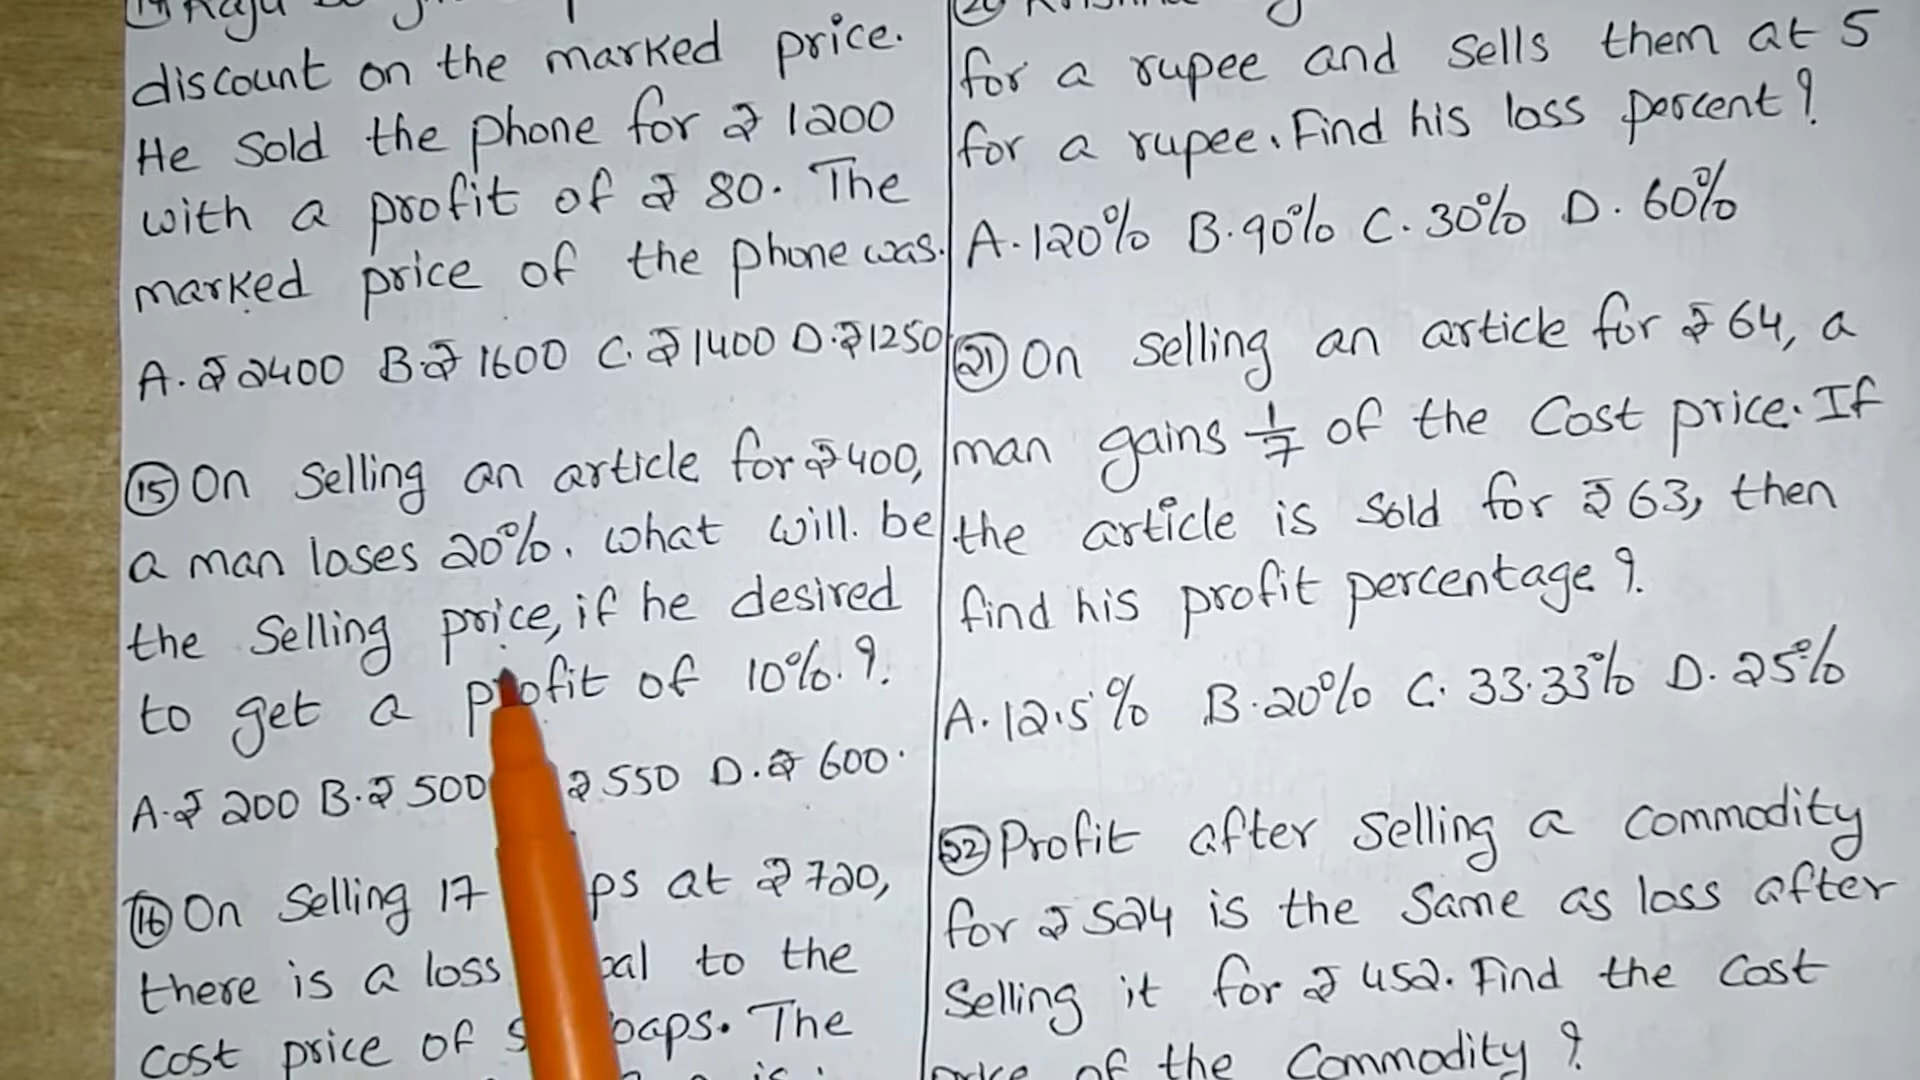 discount on the marked price.
He sold the phone for ₹ 1200
with a profit of ₹ 80. The
marked price of the phone was.
A. ₹ 2400 B. ₹ 1600 C. ₹ 1400 D. ₹ 1250
(15) On selling an article for ₹ 400,
a man loses 20%. what will be
the selling price, if he desired
to get a profit of 10%?
A. ₹ 200 B. ₹ 500 ₹ 550 D. ₹ 600.
(16) On selling 17 at ₹ 720,
there is a loss to the
cost price of The
for a rupee and sells them at 5
for a rupee. Find his loss percent?
A. 120% B. 90% C. 30% D. 60%
(21) On selling an article for ₹ 64, a
man gains 1/7 of the cost price. If
the article is sold for ₹ 63, then
find his profit percentage?
A. 12.5% B. 20% C. 33.33% D. 25%
(22) Profit after selling a commodity
for ₹ 524 is the same as loss after
selling it for ₹ 452. Find the cost
of the commodity?